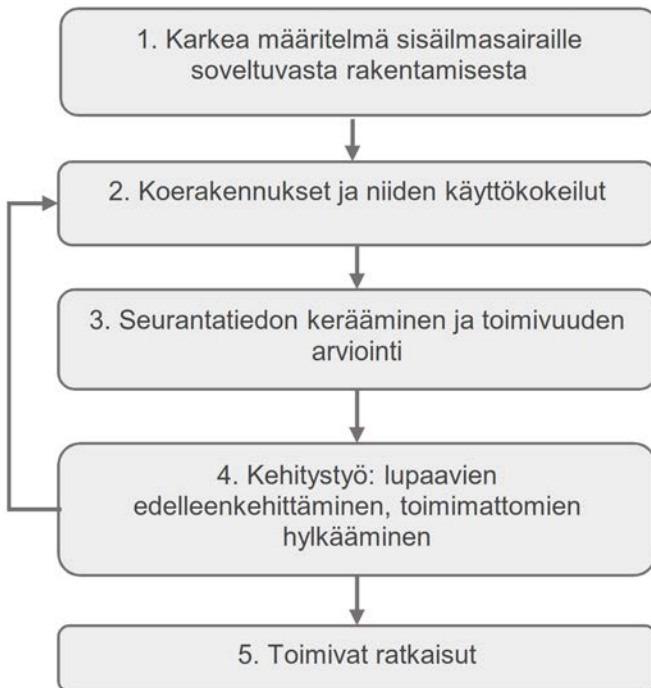 1. Karkea määritelmä sisäilmasairaille
soveltuvasta rakentamisesta
2. Koerakennukset ja niiden käyttökokeilut
3. Seurantatiedon kerääminen ja toimivuuden
arviointi
4. Kehitystyö: lupaavien
edelleenkehittäminen, toimimattomien
hylkääminen
5. Toimivat ratkaisut